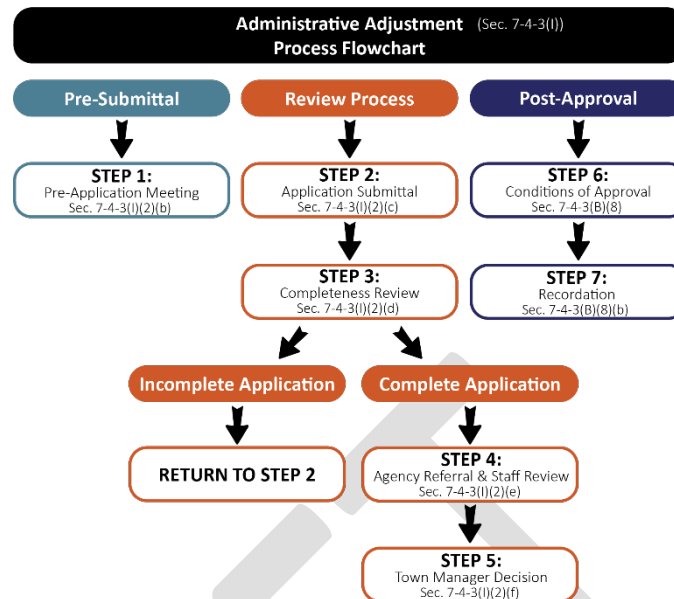 Administrative Adjustment (Sec. 7-4-3(I))
Process Flowchart
Pre-Submittal
Review Process
Post-Approval
STEP 1:
Pre-Application Meeting
Sec. 7-4-3(I)(2)(b)
STEP 2:
Application Submittal
Sec. 7-4-3(I)(2)(c)
STEP 6:
Conditions of Approval
Sec. 7-4-3(B)(8)
STEP 3:
Completeness Review
Sec. 7-4-3(I)(2)(d)
STEP 7:
Recordation
Sec. 7-4-3(B)(8)(b)
Incomplete Application
Complete Application
RETURN TO STEP 2
STEP 4:
Agency Referral & Staff Review
Sec. 7-4-3(I)(2)(e)
STEP 5:
Town Manager Decision
Sec. 7-4-3(I)(2)(f)